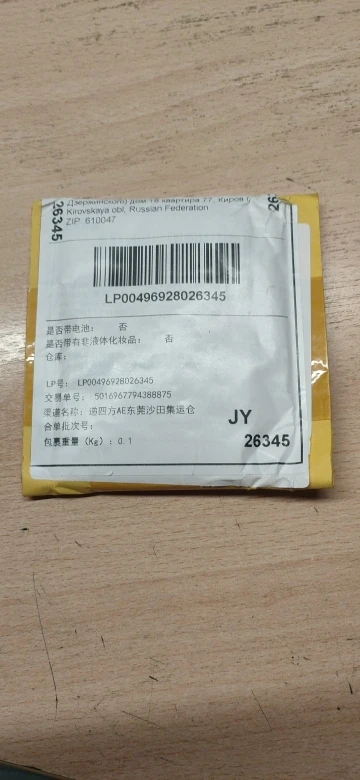 Дзержинского) дом 18 квартира 77, Киров г,
Kirovskaya obl, Russian Federation
ZIP: 610047
26345
26
LP00496928026345
是否带电池： 否
是否带有非液体化妆品： 否
仓库：
LP号： LP00496928026345
交易单号： 5016967794388875
渠道名称：递四方AE东莞沙田集运仓
合单批次号：
包裹重量（Kg）：0.1
JY
26345